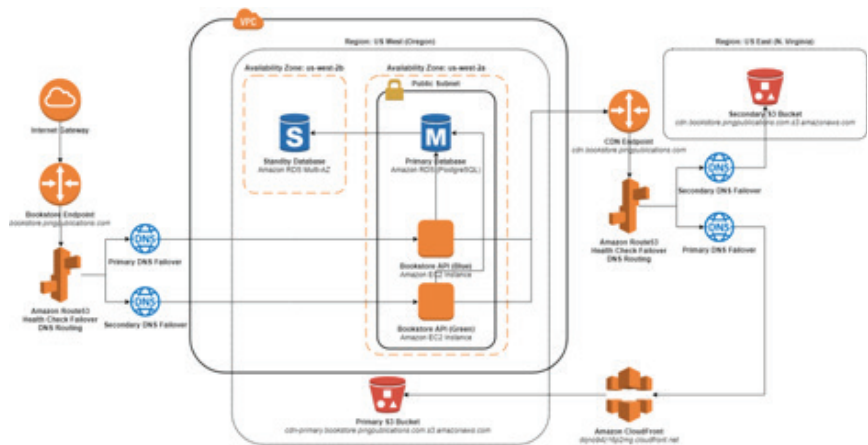 VPC
Region: US West (Oregon)
Region: US East (N. Virginia)
Availability Zone: us-west-2b
Availability Zone: us-west-2a
Public Subnet
Internet Gateway
S
Standby Database
Amazon RDS Multi-AZ
M
Primary Database
Amazon RDS (PostgreSQL)
CDN Endpoint
cdn.bookstore.pingpublications.com
Secondary S3 Bucket
cdn.bookstore.pingpublications.com.s3.amazonaws.com
Bookstore Endpoint
bookstore.pingpublications.com
DNS
Primary DNS Failover
DNS
Secondary DNS Failover
Amazon Route53
Health Check Failover
DNS Routing
Bookstore API (Blue)
Amazon EC2 Instance
Bookstore API (Green)
Amazon EC2 Instance
DNS
Secondary DNS Failover
DNS
Primary DNS Failover
Amazon Route53
Health Check Failover
DNS Routing
Primary S3 Bucket
cdn-primary.bookstore.pingpublications.com.s3.amazonaws.com
Amazon CloudFront